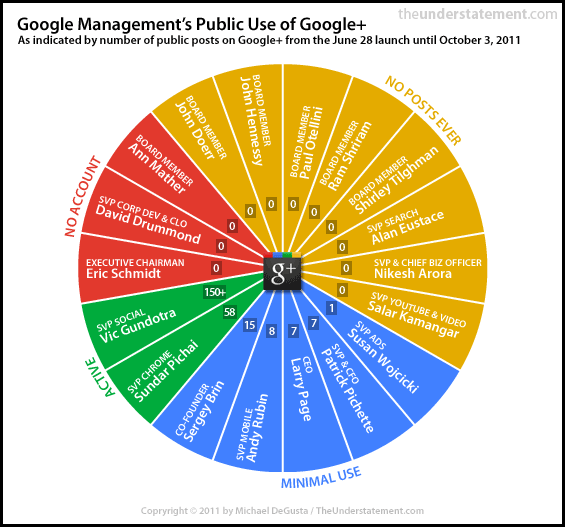 theunderstatement.com
Google Management's Public Use of Google+
As indicated by number of public posts on Google+ from the June 28 launch until October 3, 2011
NO POSTS EVER
BOARD MEMBER
John Doerr
0
BOARD MEMBER
John Hennessy
0
BOARD MEMBER
Paul Otellini
0
BOARD MEMBER
Ram Shriram
0
BOARD MEMBER
Shirley Tilghman
0
SVP SEARCH
Alan Eustace
0
SVP & CHIEF BIZ OFFICER
Nikesh Arora
0
SVP YOUTUBE & VIDEO
Salar Kamangar
0
MINIMAL USE
SVP ADS
Susan Wojcicki
1
SVP & CFO
Patrick Pichette
7
CEO
Larry Page
7
SVP MOBILE
Andy Rubin
8
CO-FOUNDER
Sergey Brin
15
ACTIVE
SVP CHROME
Sundar Pichai
58
SVP SOCIAL
Vic Gundotra
150+
NO ACCOUNT
EXECUTIVE CHAIRMAN
Eric Schmidt
0
SVP CORP DEV & CLO
David Drummond
0
BOARD MEMBER
Ann Mather
0
g+
Copyright © 2011 by Michael DeGusta / TheUnderstatement.com